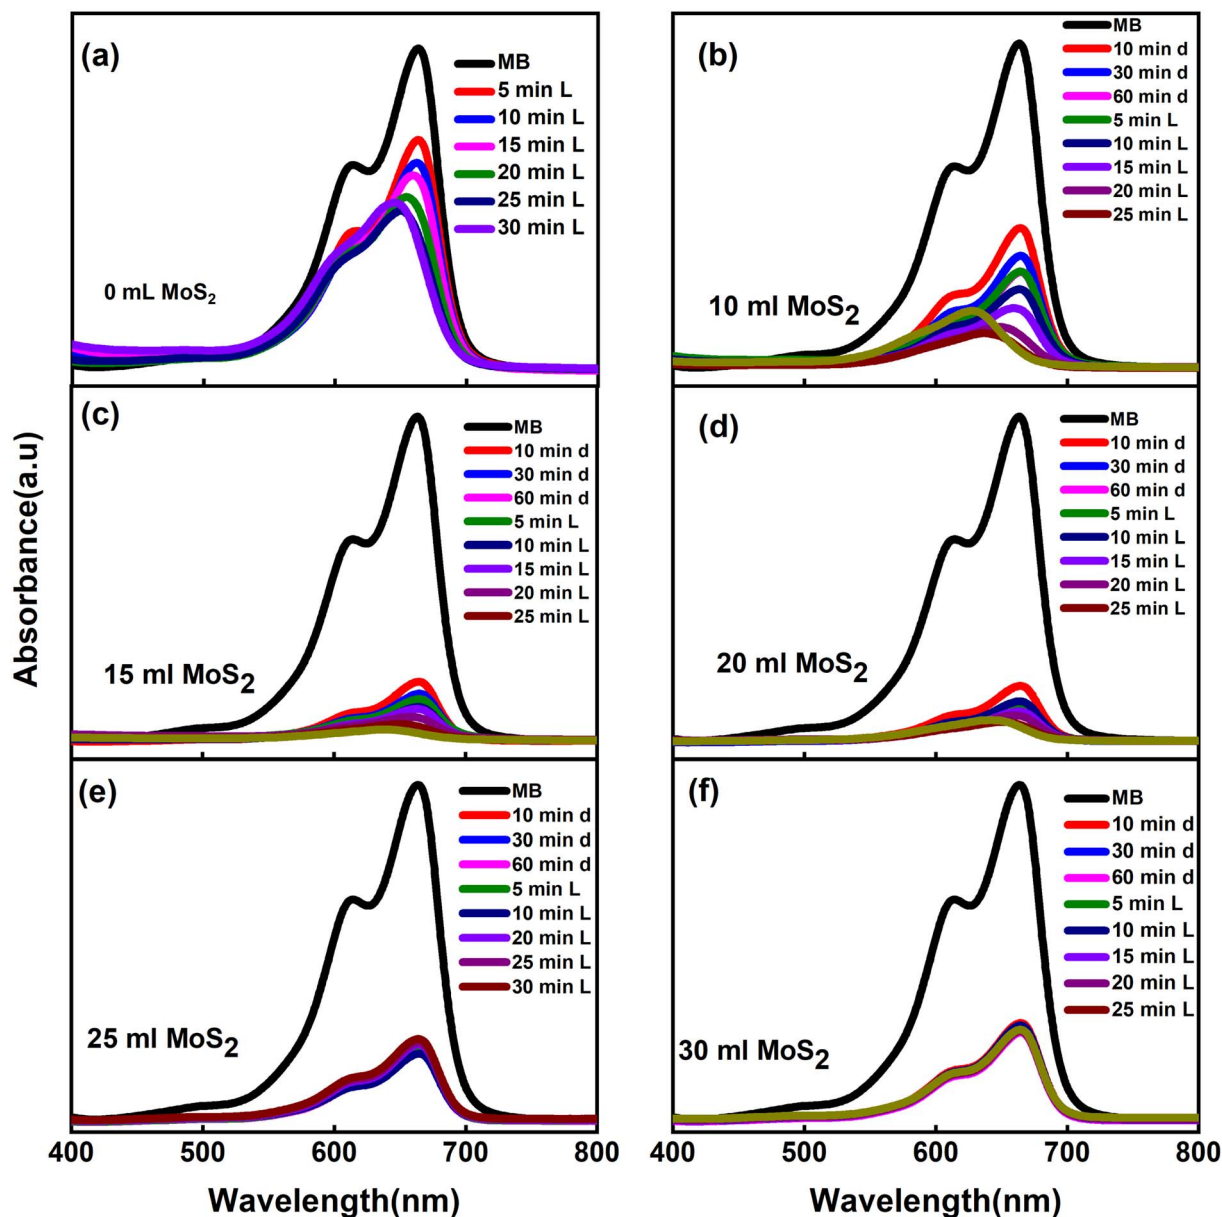 (a)
MB
5 min L
10 min L
15 min L
20 min L
25 min L
30 min L
0 mL MoS₂
(b)
MB
10 min d
30 min d
60 min d
5 min L
10 min L
15 min L
20 min L
25 min L
10 ml MoS₂
(c)
MB
10 min d
30 min d
60 min d
5 min L
10 min L
15 min L
20 min L
25 min L
15 ml MoS₂
(d)
MB
10 min d
30 min d
60 min d
5 min L
10 min L
15 min L
20 min L
25 min L
20 ml MoS₂
(e)
MB
10 min d
30 min d
60 min d
5 min L
10 min L
20 min L
25 min L
30 min L
25 ml MoS₂
400 500 600 700 800
(f)
MB
10 min d
30 min d
60 min d
5 min L
10 min L
15 min L
20 min L
25 min L
30 ml MoS₂
400 500 600 700 800
Absorbance(a.u)
Wavelength(nm)
Wavelength(nm)